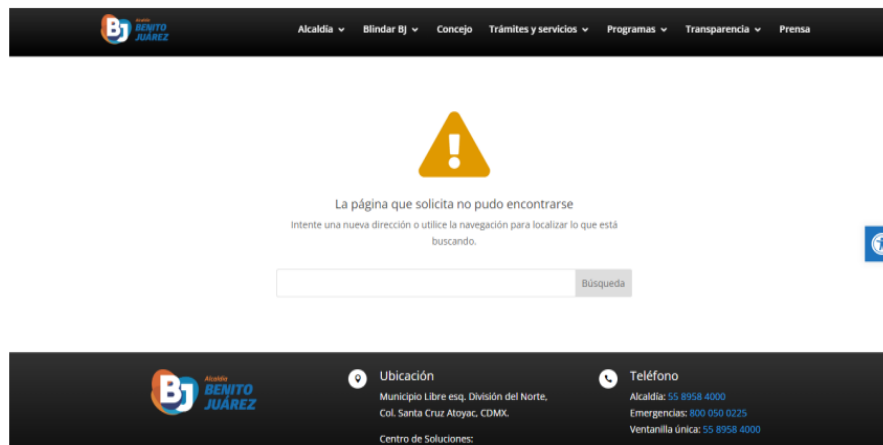 Alcaldía
BENITO
JUÁREZ
Alcaldía
Blindar BJ
Concejo
Trámites y servicios
Programas
Transparencia
Prensa
La página que solicita no pudo encontrarse
Intente una nueva dirección o utilice la navegación para localizar lo que está
buscando.
Búsqueda
BJ
Alcaldía
BENITO
JUÁREZ
Ubicación
Municipio Libre esq. División del Norte,
Col. Santa Cruz Atoyac, CDMX.
Centro de Soluciones:
Teléfono
Alcaldía: 55 8958 4000
Emergencias: 800 050 0225
Ventanilla única: 55 8958 4000